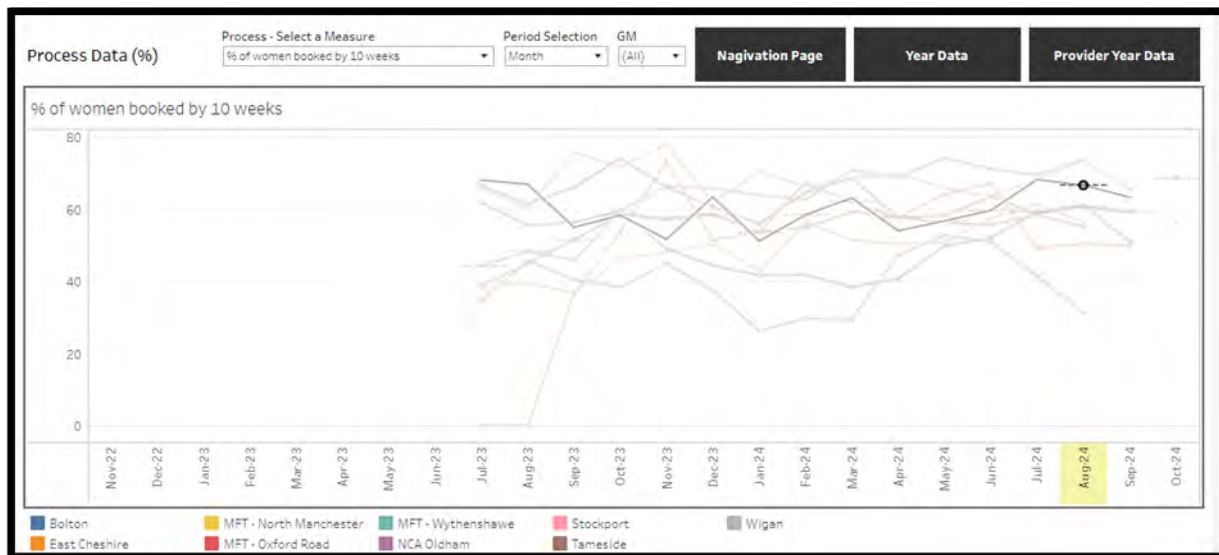 Process - Select a Measure Period Selection GM
Process Data (%) % of women booked by 10 weeks Month (All) Nagivation Page Year Data Provider Year Data
% of women booked by 10 weeks
80
60
40
20
0
Nov-22 Dec-22 Jan-23 Feb-23 Mar-23 Apr-23 May-23 Jun-23 Jul-23 Aug-23 Sep-23 Oct-23 Nov-23 Dec-23 Jan-24 Feb-24 Mar-24 Apr-24 May-24 Jun-24 Jul-24 Aug-24 Sep-24 Oct-24
Bolton MFT - North Manchester MFT - Wythenshawe Stockport Wigan
East Cheshire MFT - Oxford Road NCA Oldham Tameside